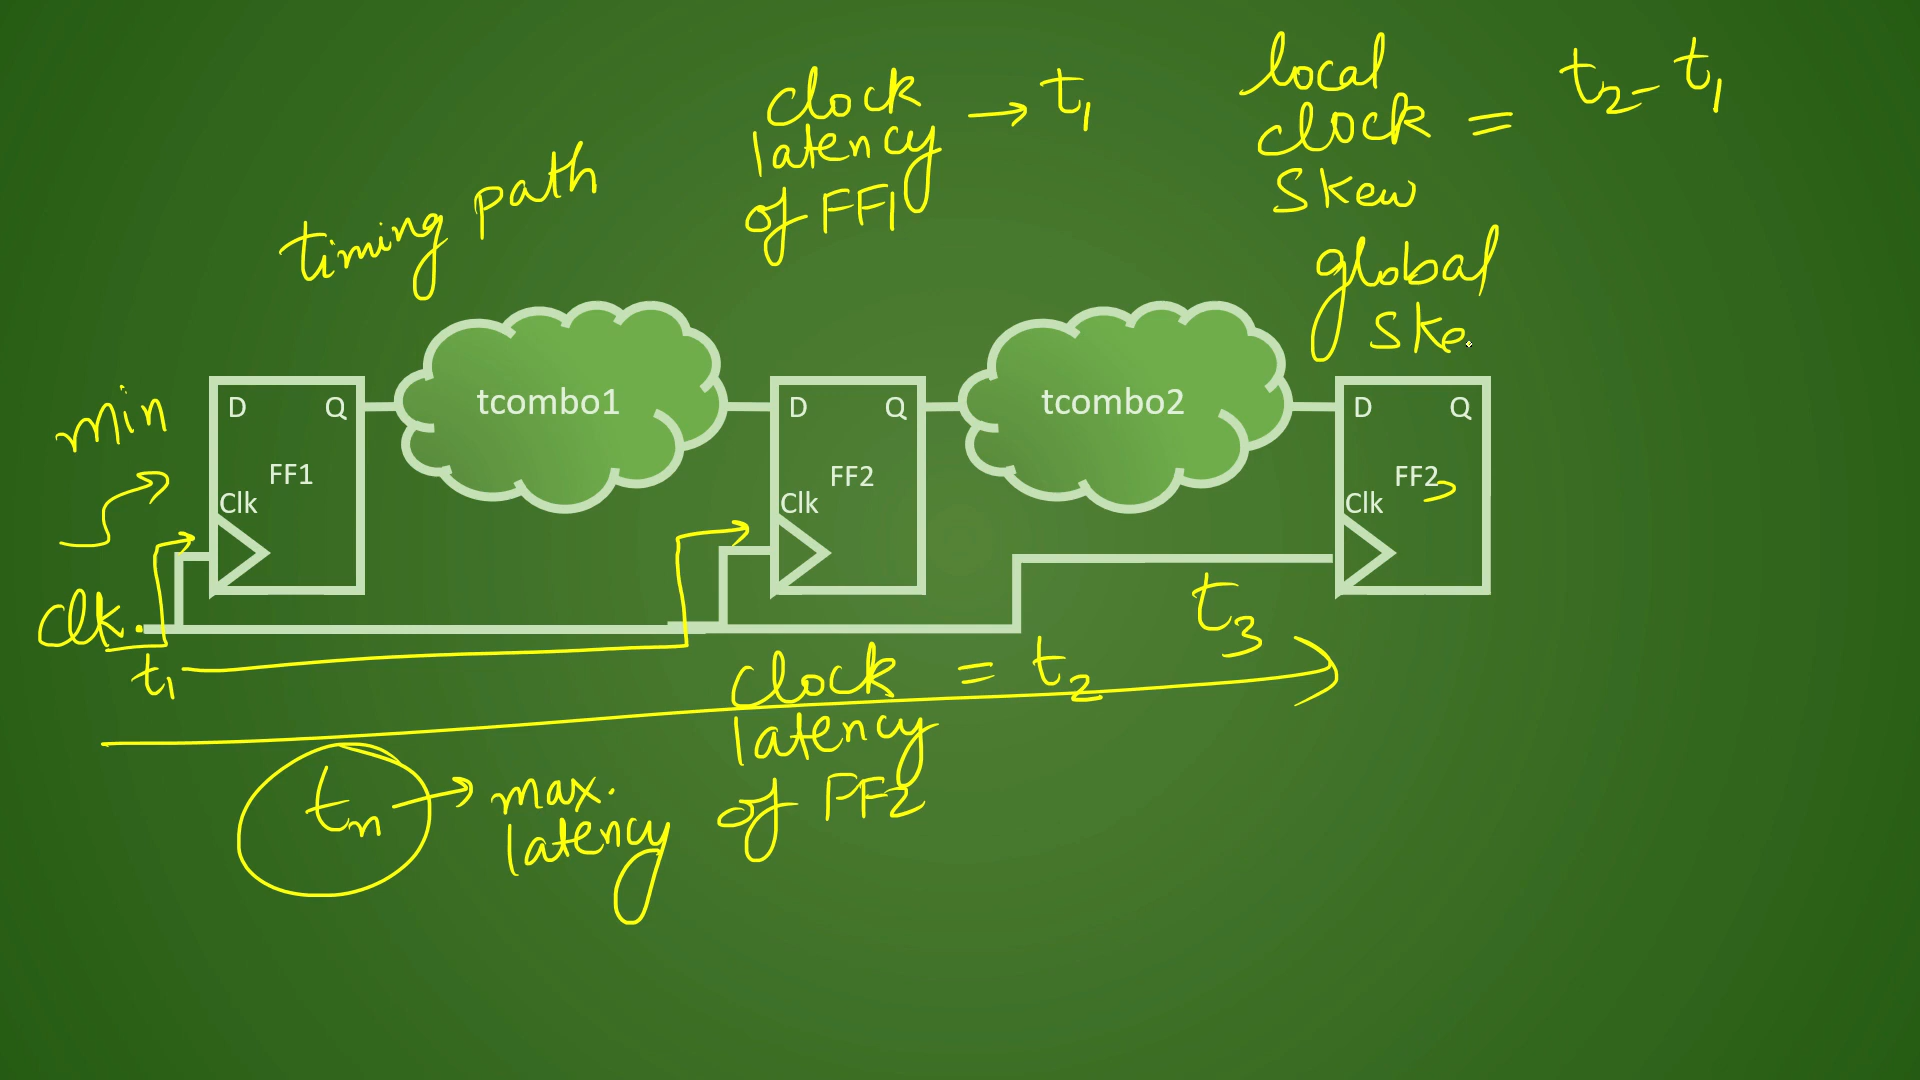 timing path
clock
latency
of FF1
→ t1
local
clock
skew
= t2 - t1
global
ske
min
D Q
FF1
Clk
tcombo1
D Q
FF2
Clk
tcombo2
D Q
FF2
Clk
clk
t1
clock
latency
of FF2
= t2
t3
tn → max.
latency